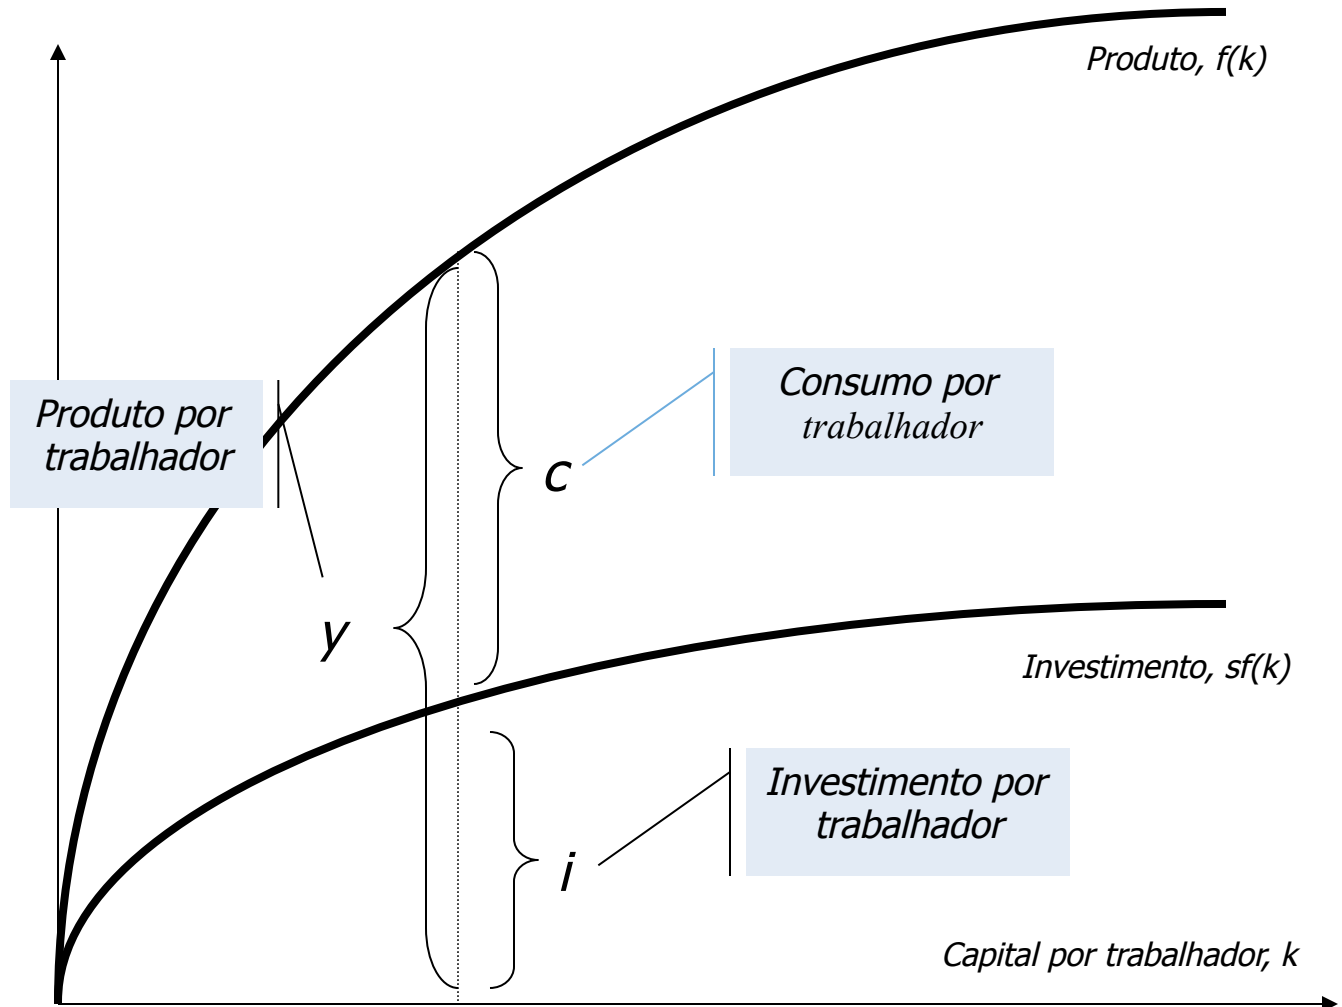 Produto, f(k)
Produto por
trabalhador
Consumo por
trabalhador
c
y
Investimento, sf(k)
Investimento por
trabalhador
i
Capital por trabalhador, k